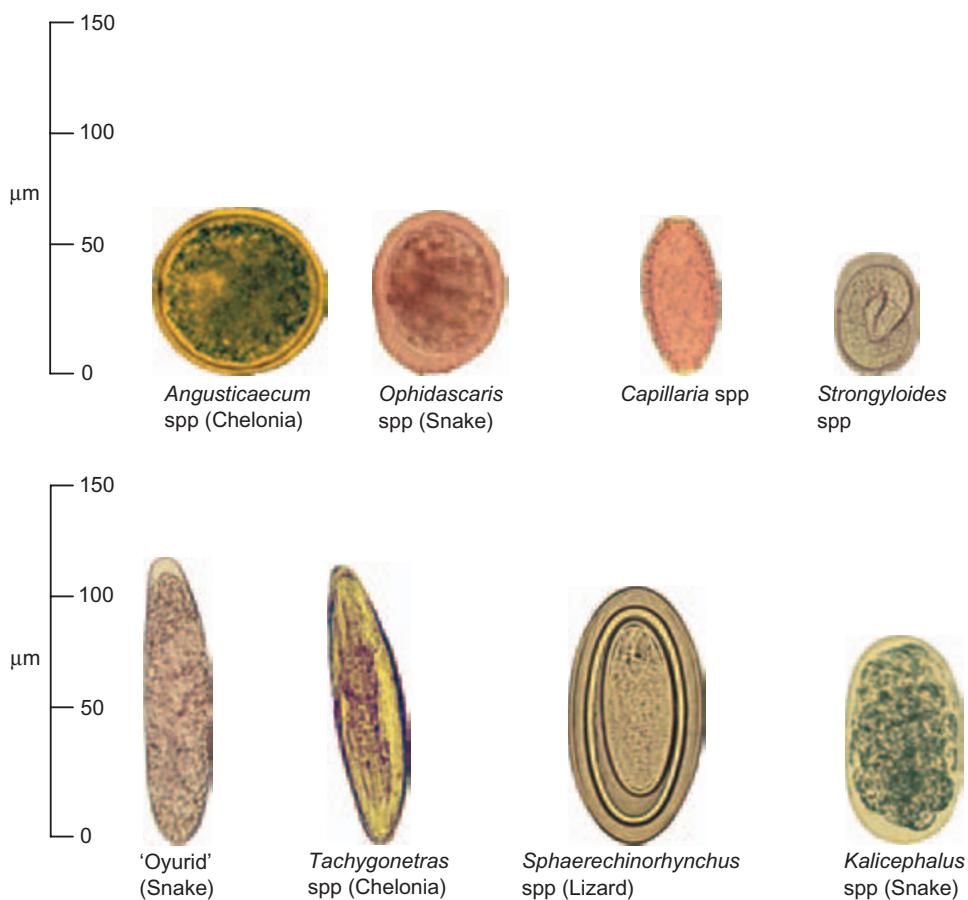 150
100
μm
50
0
Angusticaecum
spp (Chelonia)
Ophidascaris
spp (Snake)
Capillaria spp
Strongyloides
spp
150
100
μm
50
0
‘Oyurid’
(Snake)
Tachygonetras
spp (Chelonia)
Sphaerechinorhynchus
spp (Lizard)
Kalicephalus
spp (Snake)